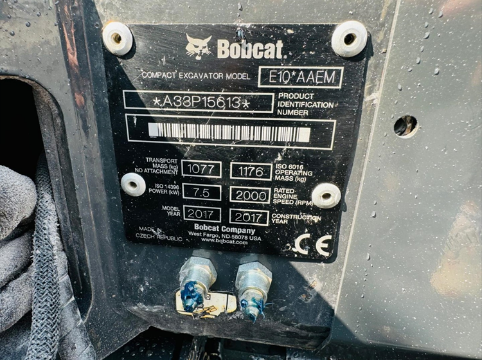 Bobcat.
COMPACT EXCAVATOR MODEL E10*AAEM
*A33P15613* PRODUCT IDENTIFICATION NUMBER
TRANSPORT MASS (kg) NO ATTACHMENT 1077 1176 ISO 6016 OPERATING MASS (kg)
ISO 14396 POWER (kW) 7.5 2000 RATED ENGINE SPEED (RPM)
MODEL YEAR 2017 2017 CONSTRUCTION YEAR
Bobcat Company
West Fargo, ND 58078 USA
www.bobcat.com
MADE
CZECH REPUBLIC
CE